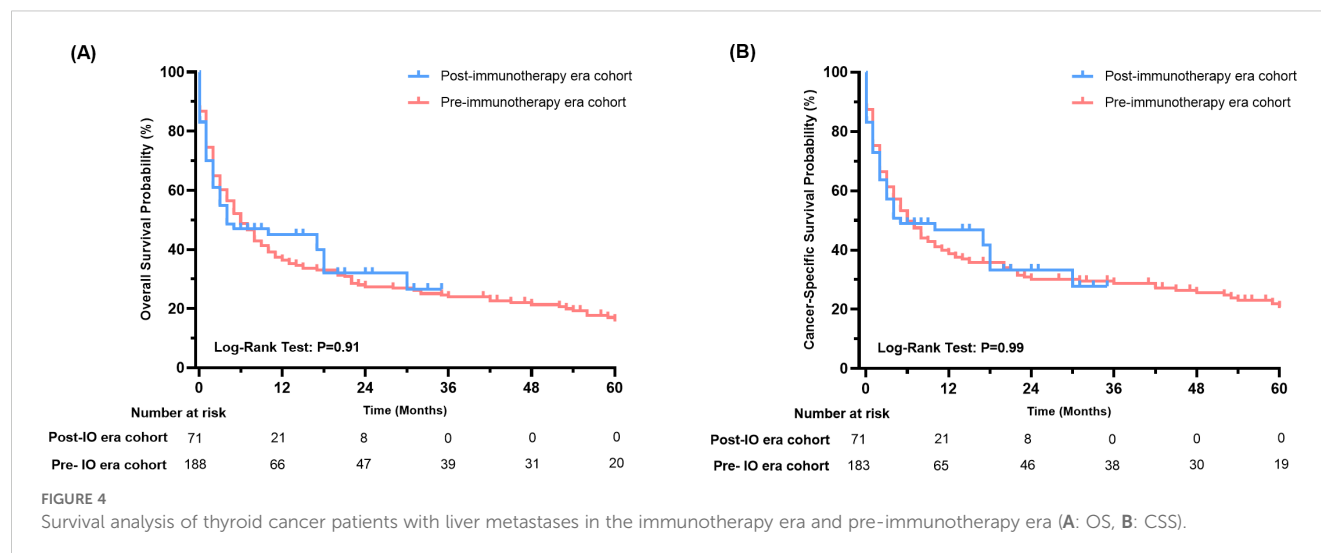 (A)
Post-immunotherapy era cohort
Pre-immunotherapy era cohort
Overall Survival Probability (%)
100
80
60
40
20
0
Log-Rank Test: P=0.91
0 12 24 36 48 60
Time (Months)
Number at risk
Post-IO era cohort 71 21 8 0 0 0
Pre- IO era cohort 188 66 47 39 31 20
(B)
Post-immunotherapy era cohort
Pre-immunotherapy era cohort
Cancer-Specific Survival Probability (%)
100
80
60
40
20
0
Log-Rank Test: P=0.99
0 12 24 36 48 60
Time (Months)
Number at risk
Post-IO era cohort 71 21 8 0 0 0
Pre- IO era cohort 183 65 46 38 30 19
FIGURE 4
Survival analysis of thyroid cancer patients with liver metastases in the immunotherapy era and pre-immunotherapy era (A: OS, B: CSS).